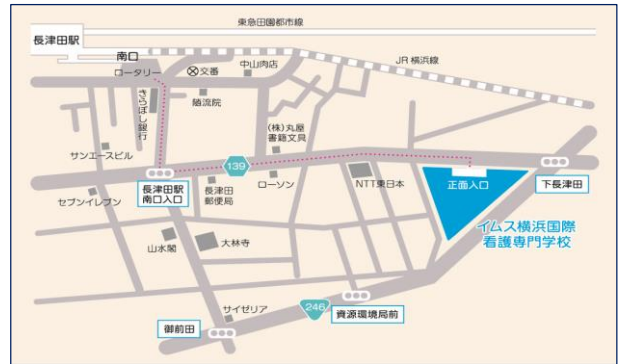 東急田園都市線
長津田駅
南口
ロータリー
交番
中山肉店
JR横浜線
きらぼし銀行
随流院
(株)丸屋
書籍文具
サンエースビル
139
長津田駅
南口入口
長津田
郵便局
ローソン
NTT東日本
正面入口
下長津田
セブンイレブン
イムス横浜国際
看護専門学校
山水閣
大林寺
サイゼリア
246
資源環境局前
御前田